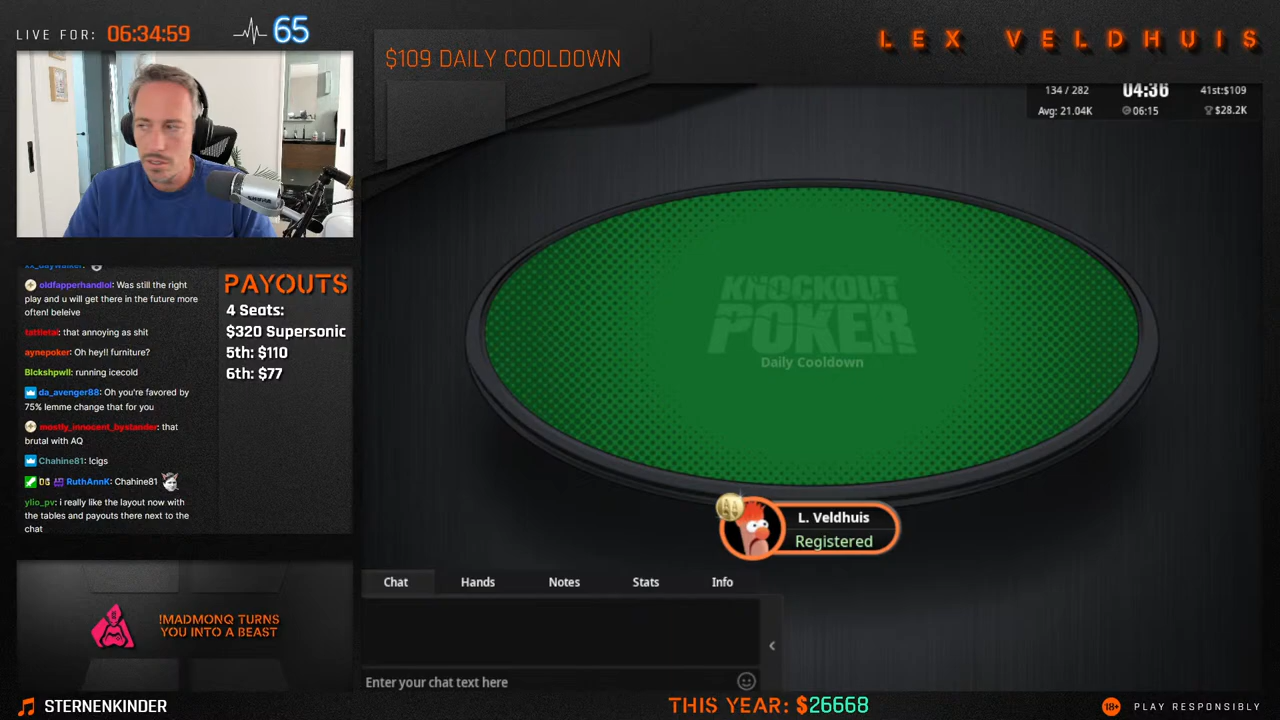 LIVE FOR: 06:34:59
65
$109 DAILY COOLDOWN
LEX VELDHUIS
134 / 282
04:36
41st:$109
Avg: 21.04K
06:15
$28.2K
KNOCKOUT
POKER
Daily Cooldown
L. Veldhuis
Registered
oldfapperhandlol: Was still the right
play and u will get there in the future more
often! beleive
that annoying as shit
aynepoker: Oh hey!! furniture?
Blckshpwll: running icecold
da_avenger88: Oh you're favored by
75% lemme change that for you
mostly_innocent_bystander: that
brutal with AQ
Chahine81: !cigs
RuthAnnK: Chahine81
ylio_pv: i really like the layout now with
the tables and payouts there next to the
chat
PAYOUTS
4 Seats:
$320 Supersonic
5th: $110
6th: $77
!MADMONQ TURNS
YOU INTO A BEAST
Chat
Hands
Notes
Stats
Info
Enter your chat text here
STERNENKINDER
THIS YEAR: $26668
18+
PLAY RESPONSIBLY